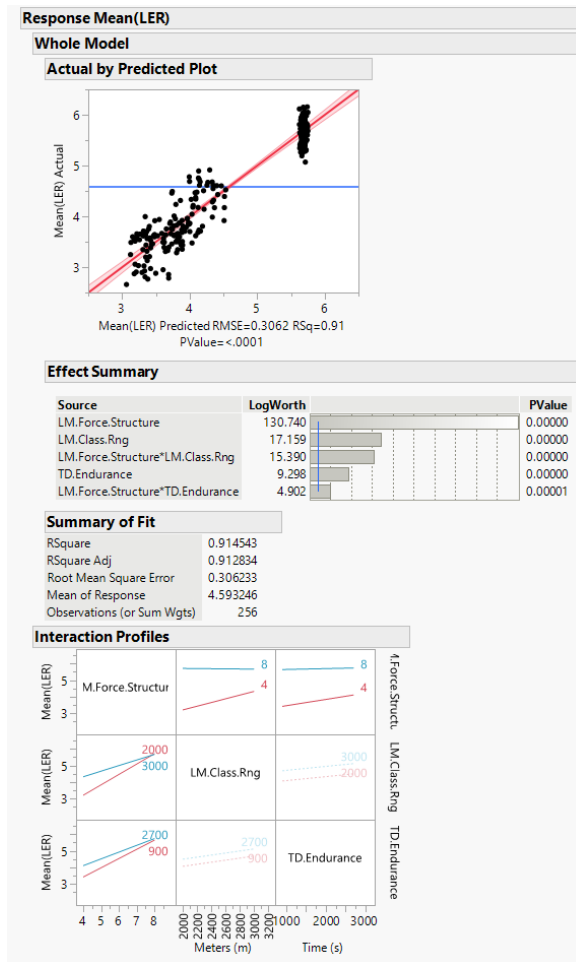 Response Mean(LER)
Whole Model
Actual by Predicted Plot
Mean(LER) Actual
6
5
4
3
3 4 5 6
Mean(LER) Predicted RMSE=0.3062 RSq=0.91
PValue=<.0001
Effect Summary
Source LogWorth PValue
LM.Force.Structure 130.740 0.00000
LM.Class.Rng 17.159 0.00000
LM.Force.Structure*LM.Class.Rng 15.390 0.00000
TD.Endurance 9.298 0.00000
LM.Force.Structure*TD.Endurance 4.902 0.00001
Summary of Fit
RSquare 0.914543
RSquare Adj 0.912834
Root Mean Square Error 0.306233
Mean of Response 4.593246
Observations (or Sum Wgts) 256
Interaction Profiles
Mean(LER)
5
3
M.Force.Structur
8
4
8
4
M.Force.Structu
Mean(LER)
5
3
2000
3000
LM.Class.Rng
3000
2000
LM.Class.Rng
Mean(LER)
5
3
2700
900
2700
900
TD.Endurance
TD.Endurance
4 5 6 7 8
2000 2200 2400 2600 2800 3000 3200
1000 3000
Meters (m) Time (s)